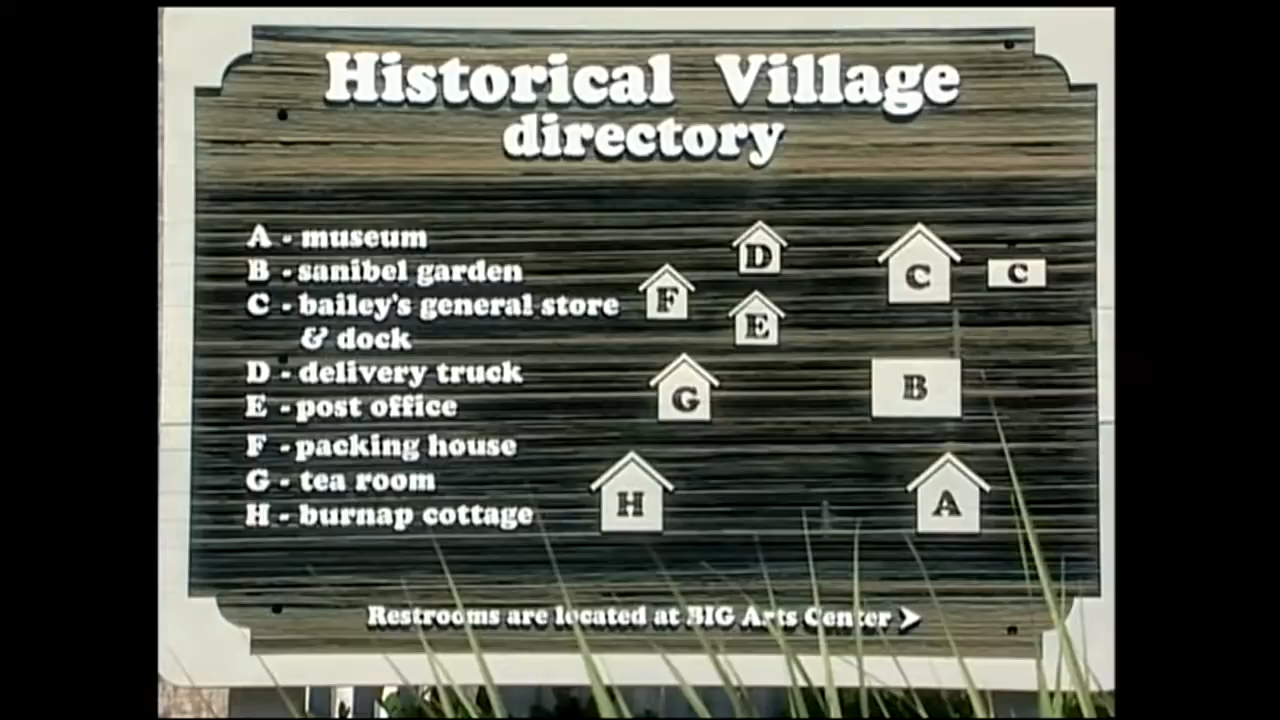 Historical Village
directory
A - museum
B - sanibel garden
C - bailey's general store
& dock
D - delivery truck
E - post office
F - packing house
G - tea room
H - burnap cottage
D
C
C
F
E
G
B
H
A
Restrooms are located at BIG Arts Center